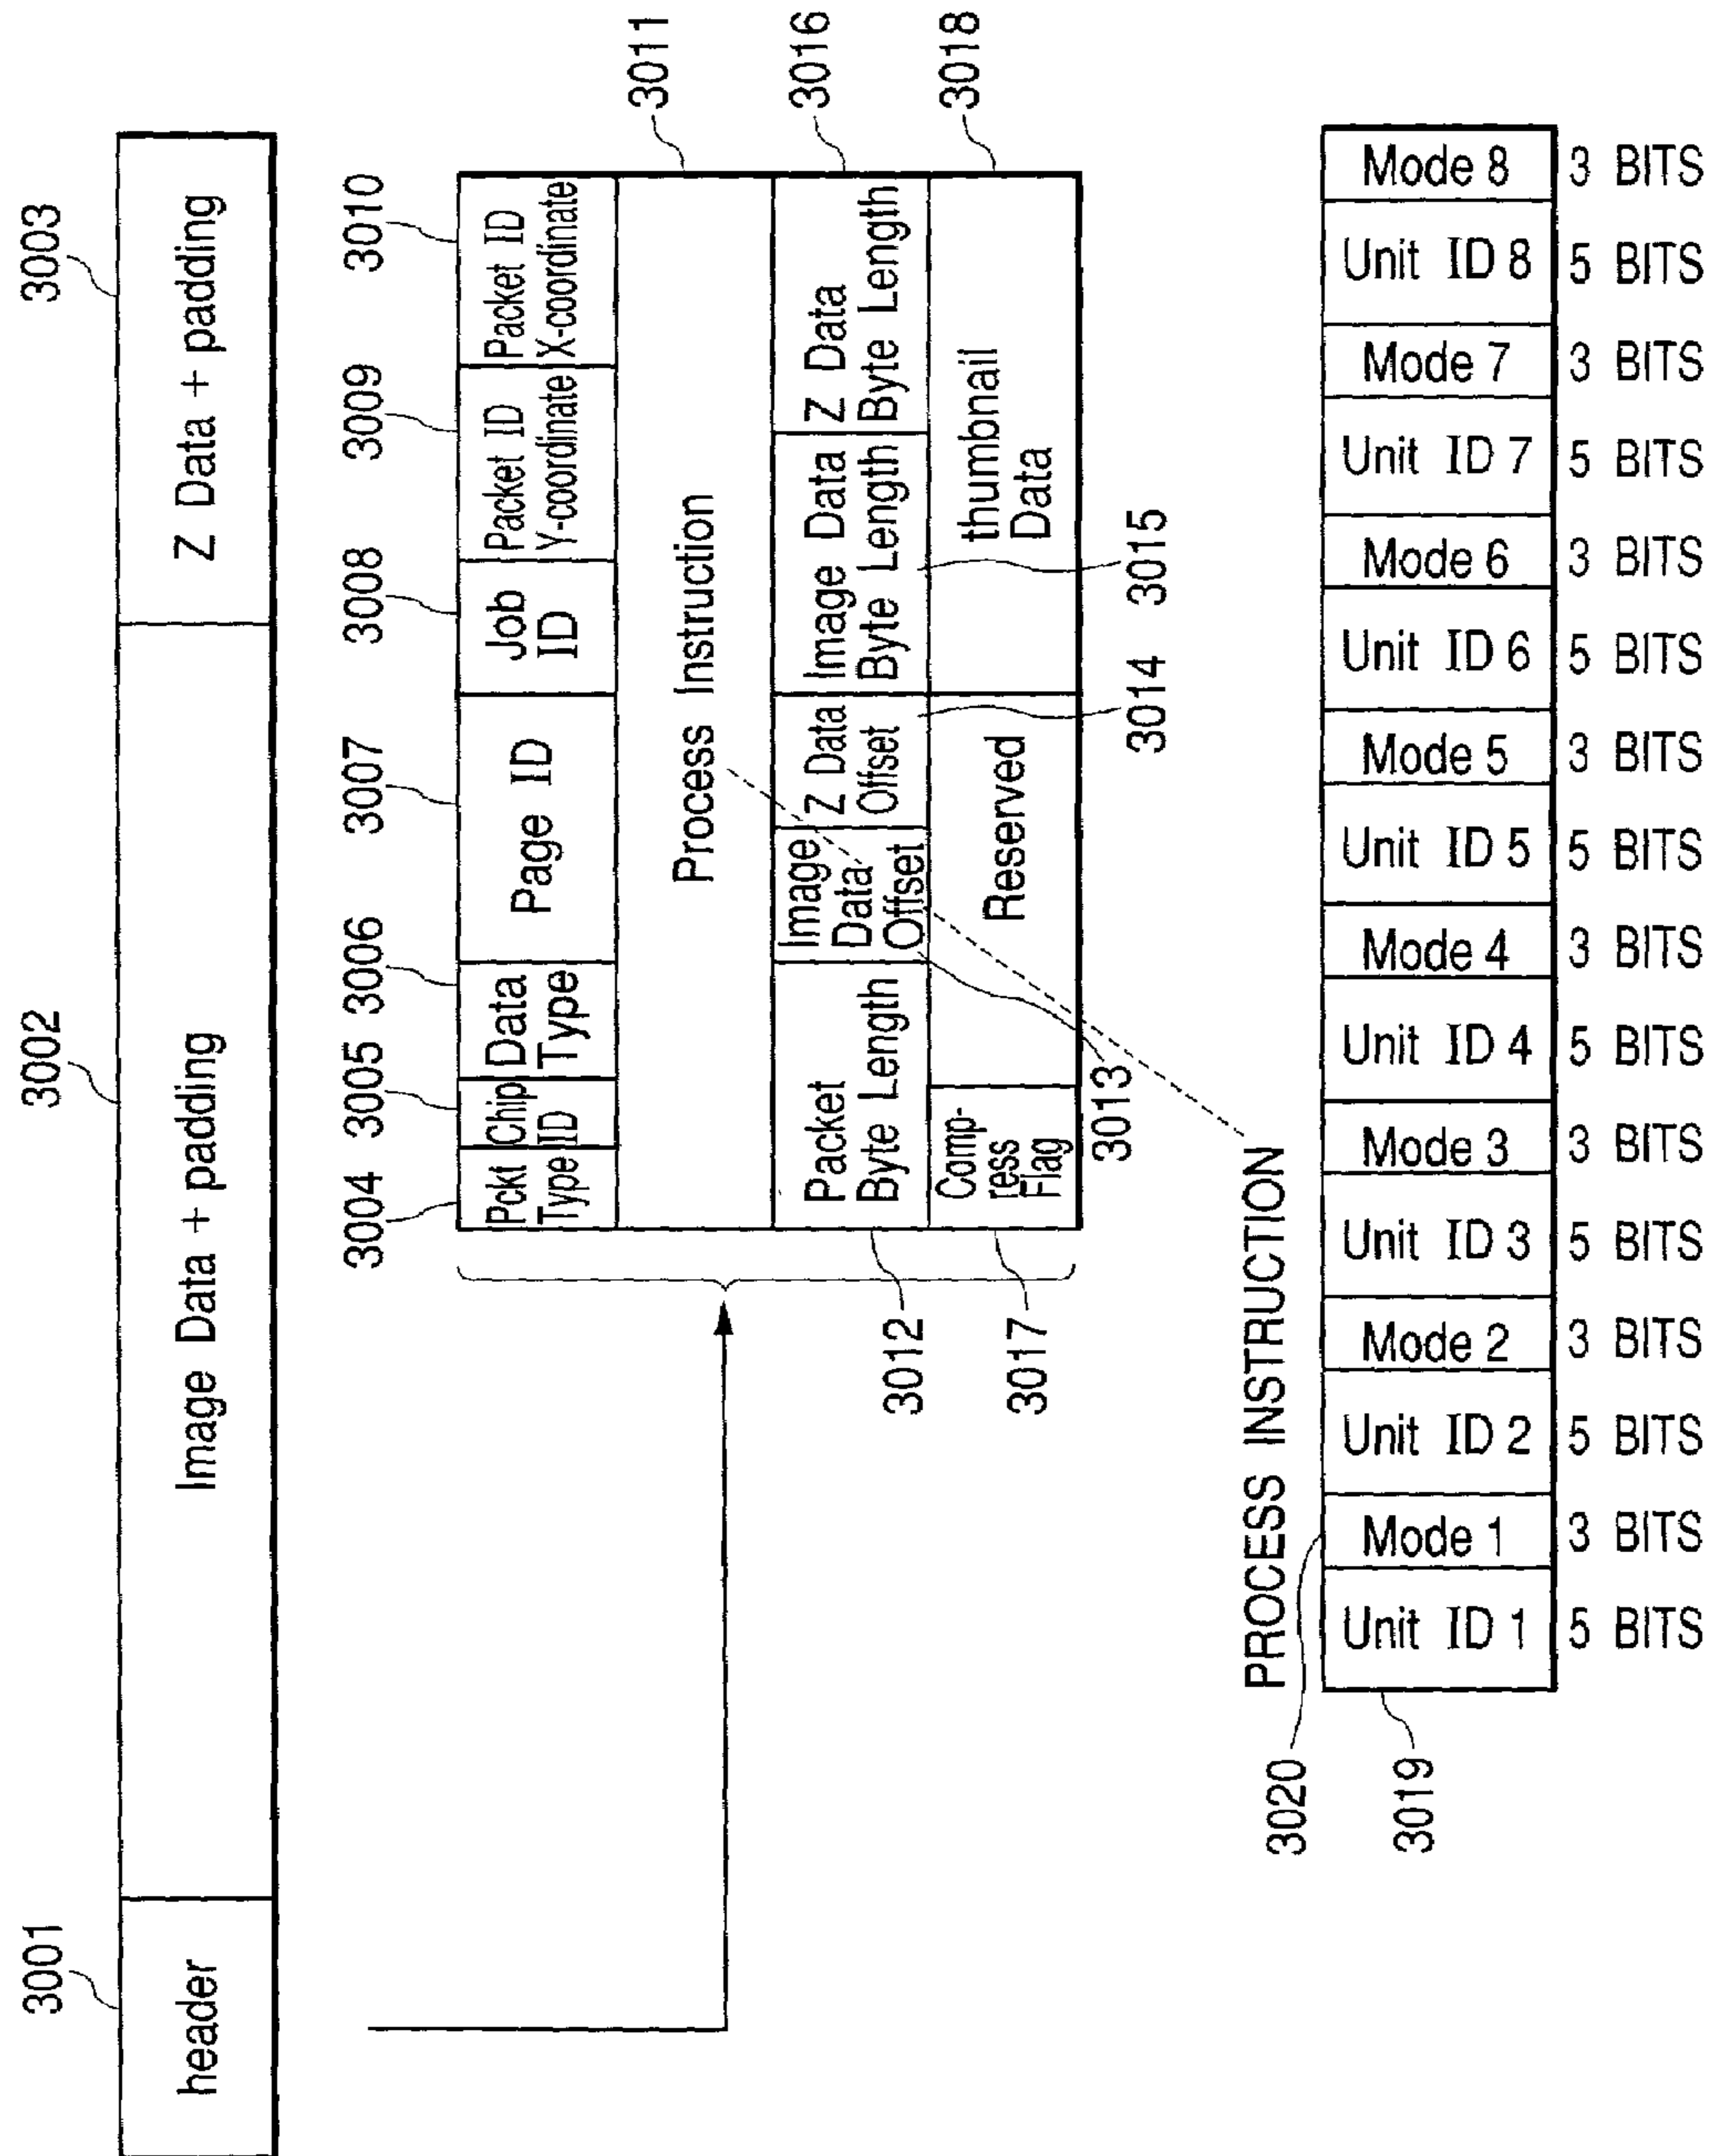 3001
3002
3003
header
Image Data + padding
Z Data + padding
3004
3005
3006
3007
3008
3009
3010
Pckt
Type
Chip
ID
Data
Type
Page ID
Job
ID
Packet ID
Y-coordinate
Packet ID
X-coordinate
3011
Process Instruction
Packet
Byte Length
Image
Data
Offset
Z Data
Offset
Image Data
Byte Length
Z Data
Byte Length
3016
3012
Comp-
ress
Flag
Reserved
thumbnail
Data
3018
3017
3013
3014
3015
PROCESS INSTRUCTION
3020
3019
Unit ID 1
Mode 1
Unit ID 2
Mode 2
Unit ID 3
Mode 3
Unit ID 4
Mode 4
Unit ID 5
Mode 5
Unit ID 6
Mode 6
Unit ID 7
Mode 7
Unit ID 8
Mode 8
5 BITS
3 BITS
5 BITS
3 BITS
5 BITS
3 BITS
5 BITS
3 BITS
5 BITS
3 BITS
5 BITS
3 BITS
5 BITS
3 BITS
5 BITS
3 BITS